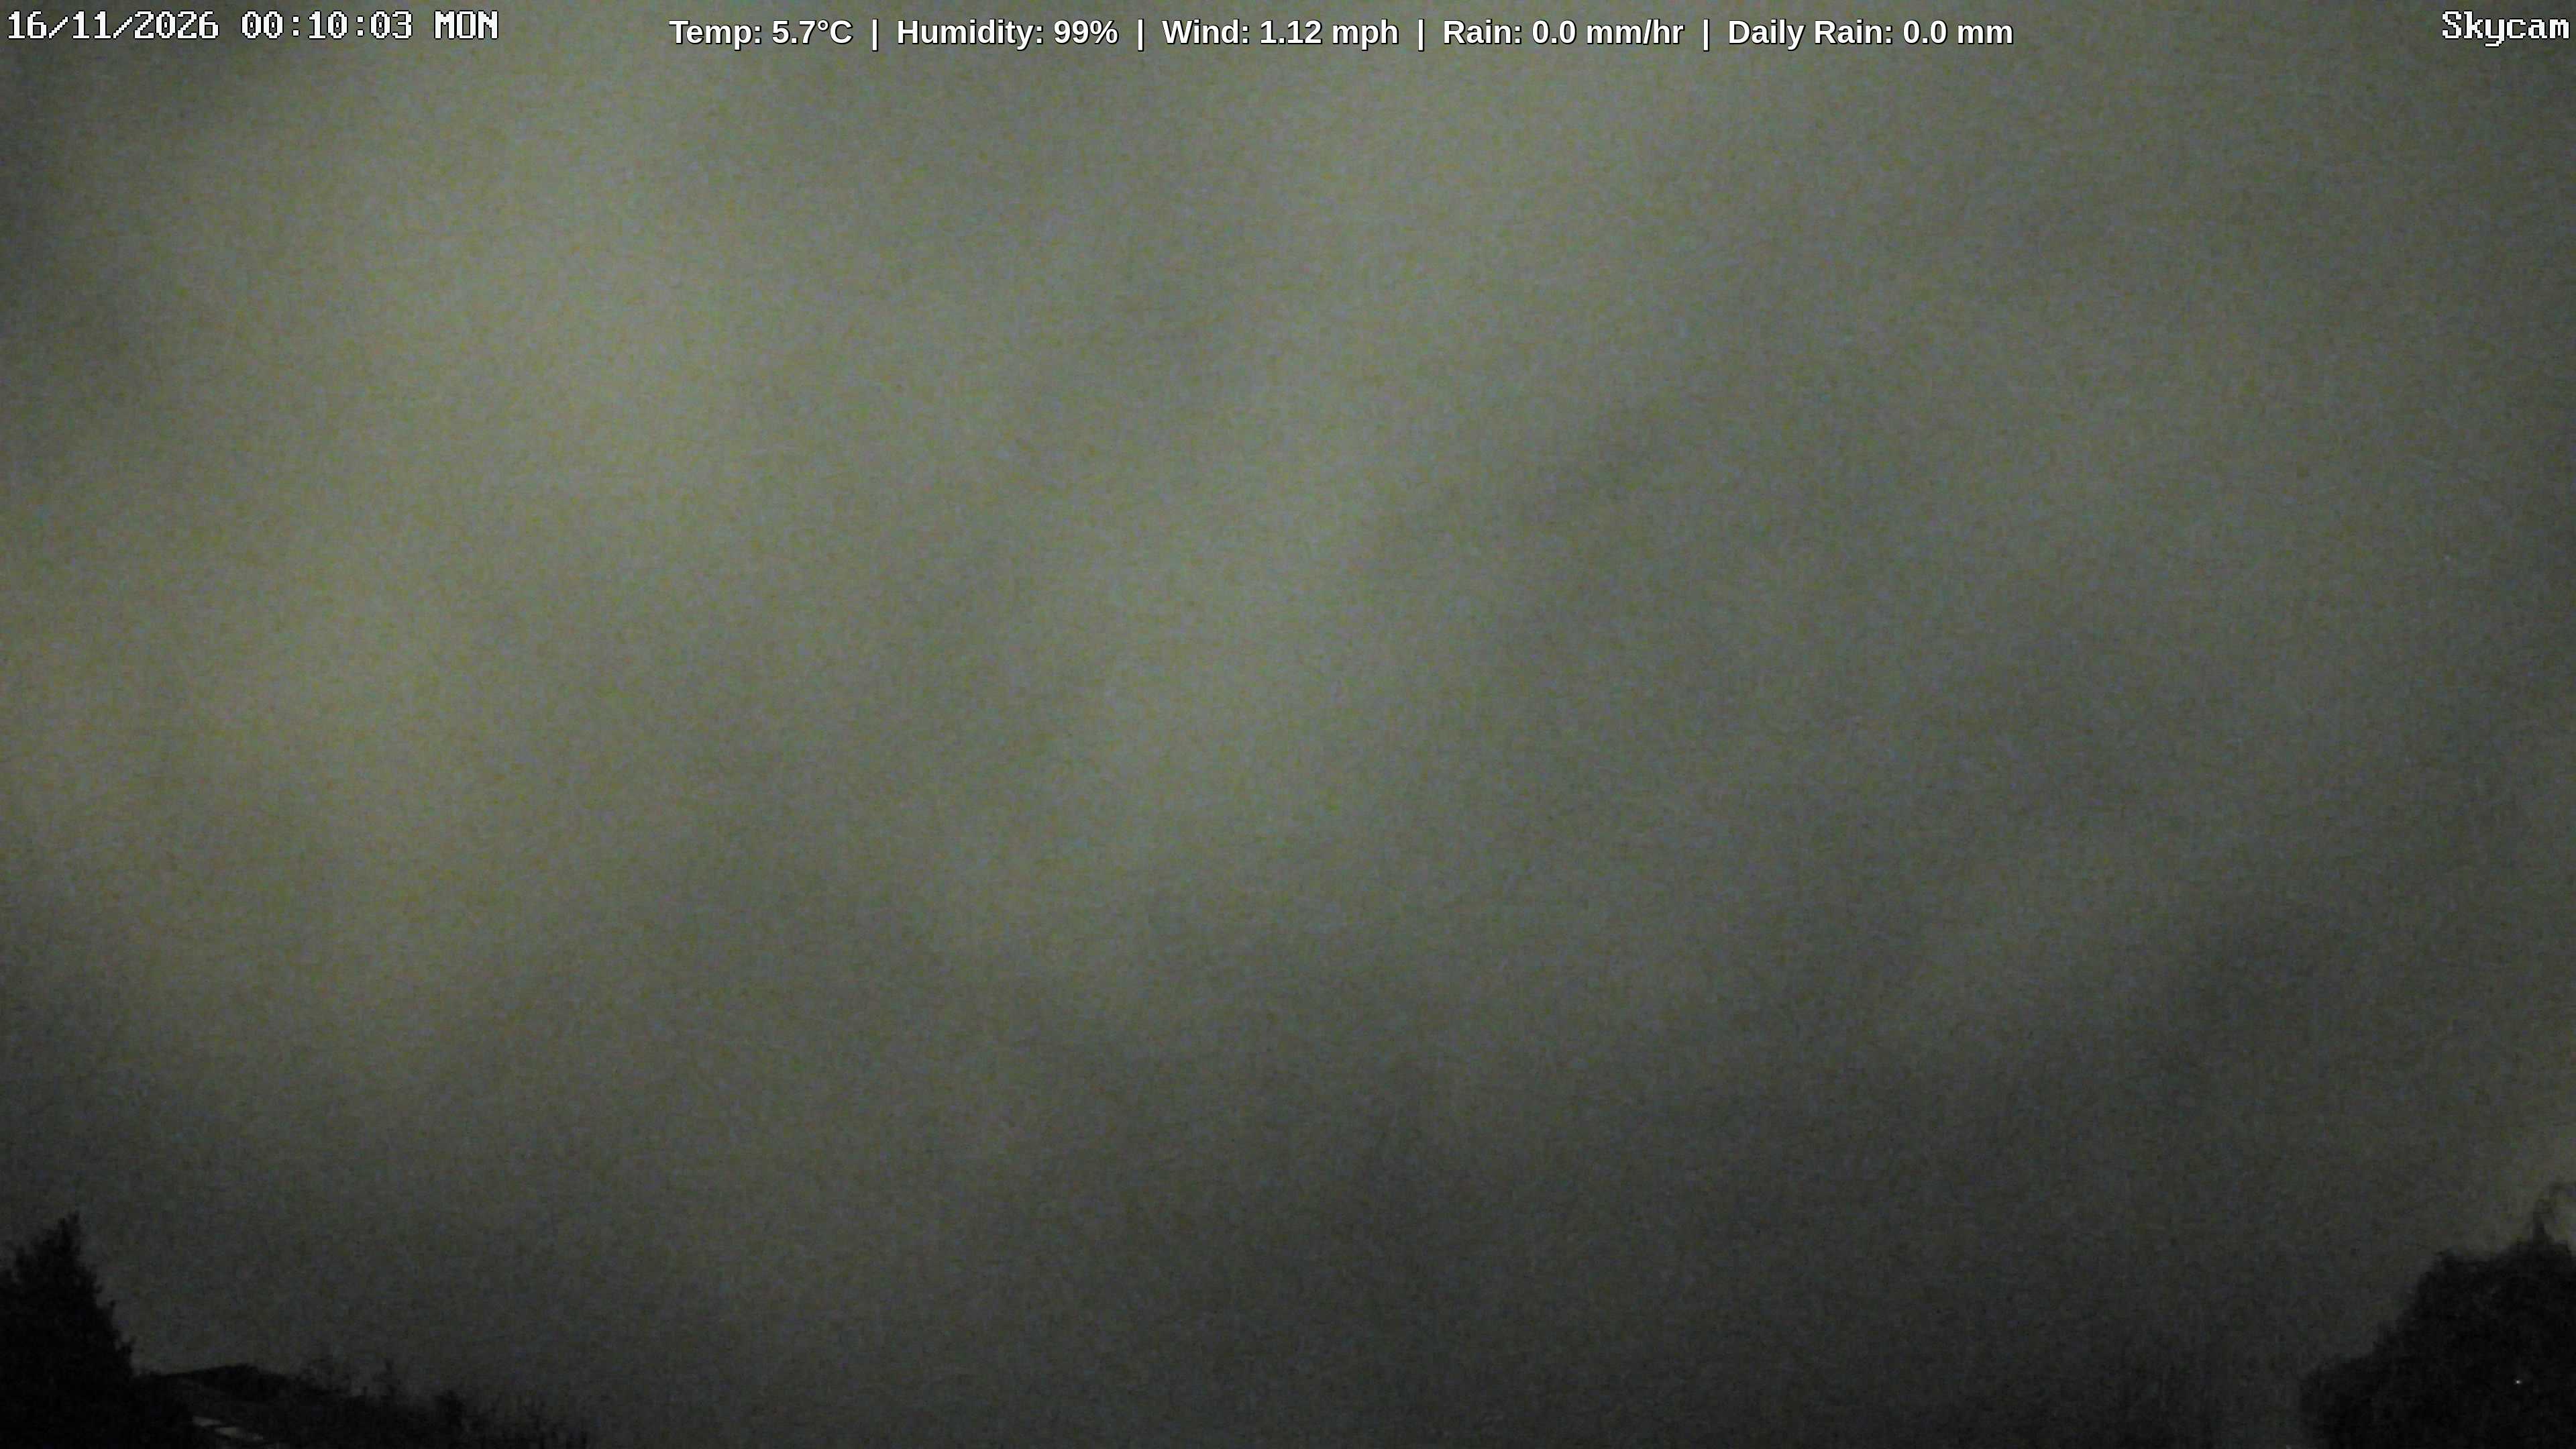 16/11/2026 00:10:03 MON
Temp: 5.7°C | Humidity: 99% | Wind: 1.12 mph | Rain: 0.0 mm/hr | Daily Rain: 0.0 mm
Skycam